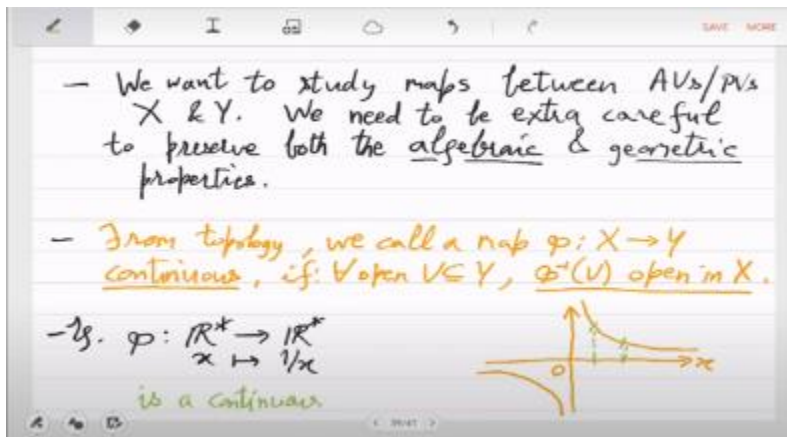 SAVE MORE
— We want to study maps between AVs/PVs
X & Y. We need to be extra careful
to preserve both the algebraic & geometric
properties.
— From topology, we call a map φ: X → Y
continuous, if: ∀ open V ⊆ Y, φ⁻¹(V) open in X.
— Eg. φ: ℝ* → ℝ*
x ↦ 1/x
0 x
is a continuous